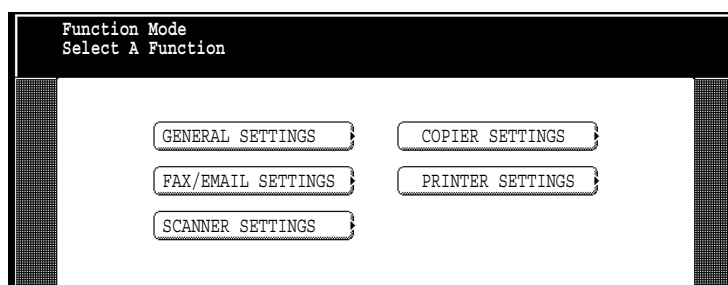 Function Mode
Select A Function
GENERAL SETTINGS
COPIER SETTINGS
FAX/EMAIL SETTINGS
PRINTER SETTINGS
SCANNER SETTINGS